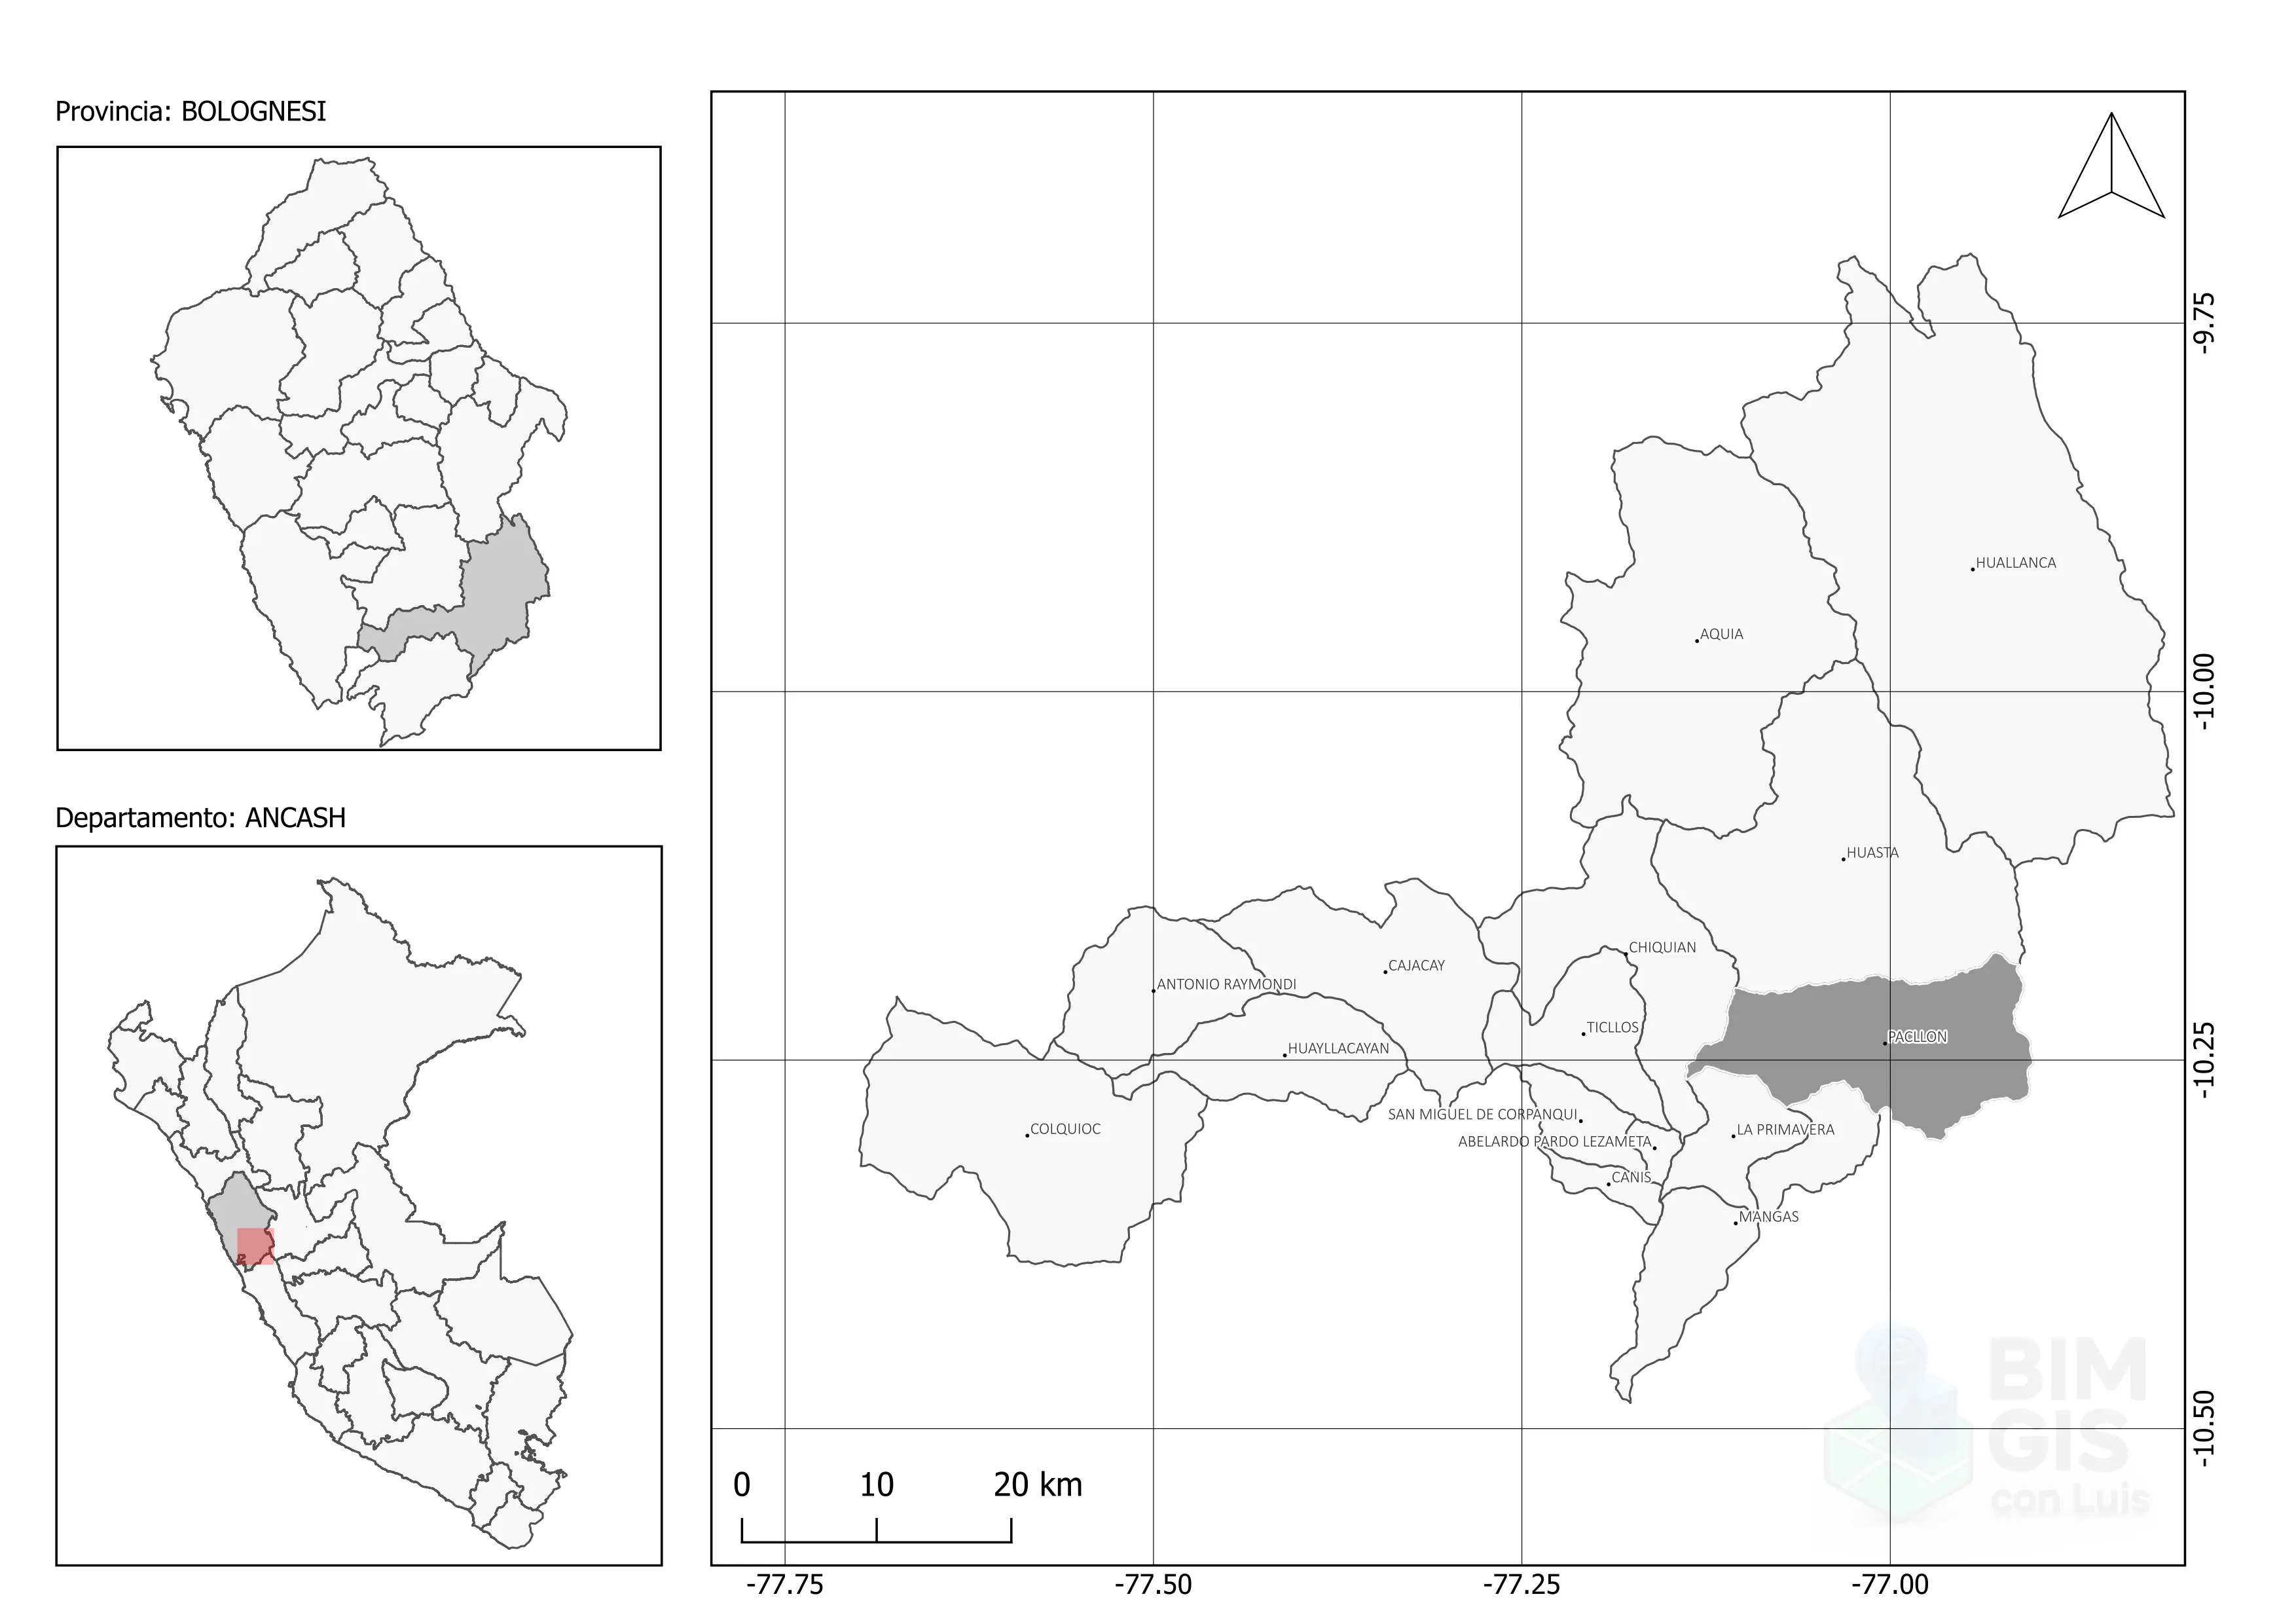 Provincia: BOLOGNESI
Departamento: ANCASH
HUALLANCA
AQUIA
HUASTA
CHIQUIAN
CAJACAY
ANTONIO RAYMONDI
TICLLOS
PACLLON
HUAYLLACAYAN
SAN MIGUEL DE CORPANQUI
COLQUIOC
LA PRIMAVERA
ABELARDO PARDO LEZAMETA
CANIS
MANGAS
-9.75
-10.00
-10.25
-10.50
BIM
GIS
con Luis
0 10 20 km
-77.75 -77.50 -77.25 -77.00